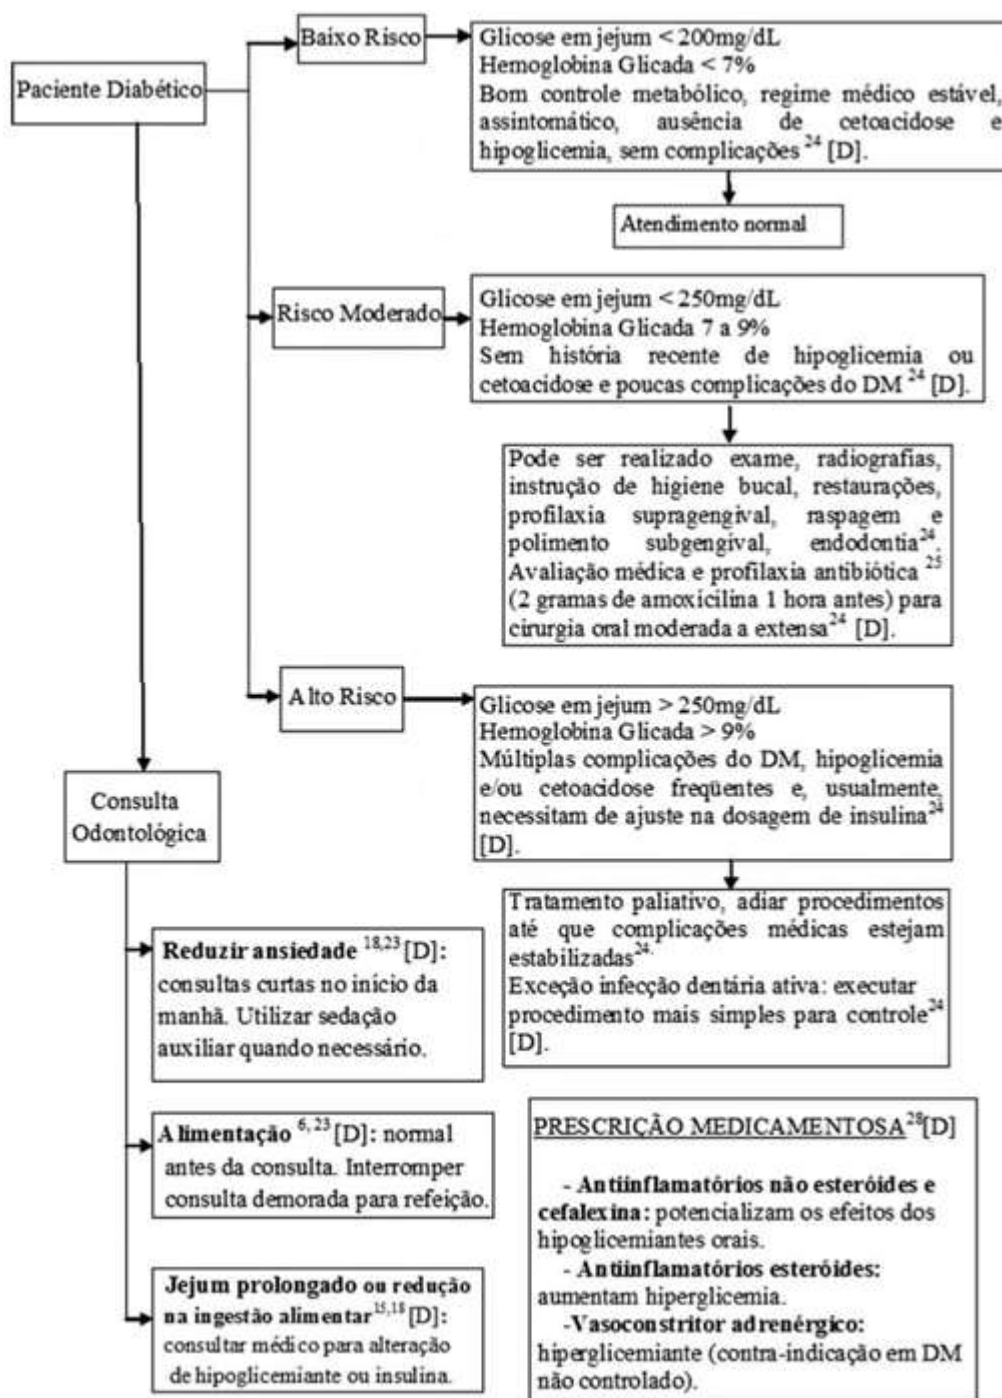 Paciente Diabético
Baixo Risco
Glicose em jejum < 200mg/dL
Hemoglobina Glicada < 7%
Bom controle metabólico, regime médico estável,
assintomático, ausência de cetoacidose e
hipoglicemia, sem complicações 24 [D].
Atendimento normal
Risco Moderado
Glicose em jejum < 250mg/dL
Hemoglobina Glicada 7 a 9%
Sem história recente de hipoglicemia ou
cetoacidose e poucas complicações do DM 24 [D].
Pode ser realizado exame, radiografias,
instrução de higiene bucal, restaurações,
profilaxia supragengival, raspagem e
polimento subgengival, endodontia24.
Avaliação médica e profilaxia antibiótica 25
(2 gramas de amoxicilina 1 hora antes) para
cirurgia oral moderada a extensa24 [D].
Alto Risco
Glicose em jejum > 250mg/dL
Hemoglobina Glicada > 9%
Múltiplas complicações do DM, hipoglicemia
e/ou cetoacidose freqüentes e, usualmente,
necessitam de ajuste na dosagem de insulina24
[D].
Tratamento paliativo, adiar procedimentos
até que complicações médicas estejam
estabilizadas24.
Exceção infecção dentária ativa: executar
procedimento mais simples para controle24
[D].
Consulta
Odontológica
Reduzir ansiedade 18,23 [D]:
consultas curtas no início da
manhã. Utilizar sedação
auxiliar quando necessário.
Alimentação 6,23 [D]: normal
antes da consulta. Interromper
consulta demorada para refeição.
Jejum prolongado ou redução
na ingestão alimentar15,18 [D]:
consultar médico para alteração
de hipoglicemiante ou insulina.
PRESCRIÇÃO MEDICAMENTOSA28[D]
- Antiinflamatórios não esteróides e
cefalexina: potencializam os efeitos dos
hipoglicemiantes orais.
- Antiinflamatórios esteróides:
aumentam hiperglicemia.
-Vasoconstritor adrenérgico:
hiperglicemiante (contra-indicação em DM
não controlado).